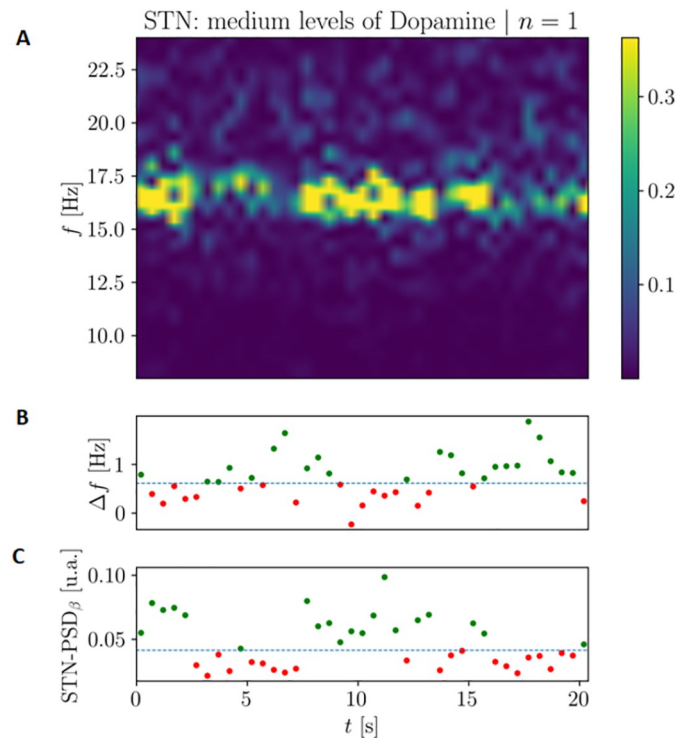 A
STN: medium levels of Dopamine | n = 1
22.5
20.0
17.5
15.0
12.5
10.0
f [Hz]
0.3
0.2
0.1
B
1
0
Δf [Hz]
C
0.10
0.05
STN-PSDβ [u.a.]
0 5 10 15 20
t [s]